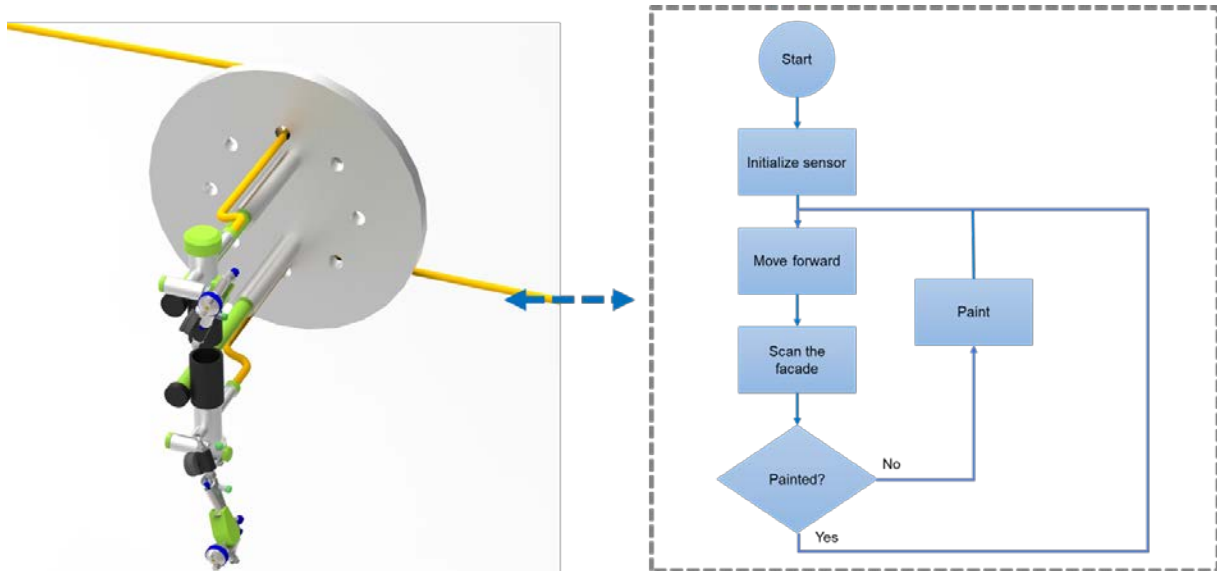 Start
Initialize sensor
Move forward
Paint
Scan the
facade
Painted?
No
Yes